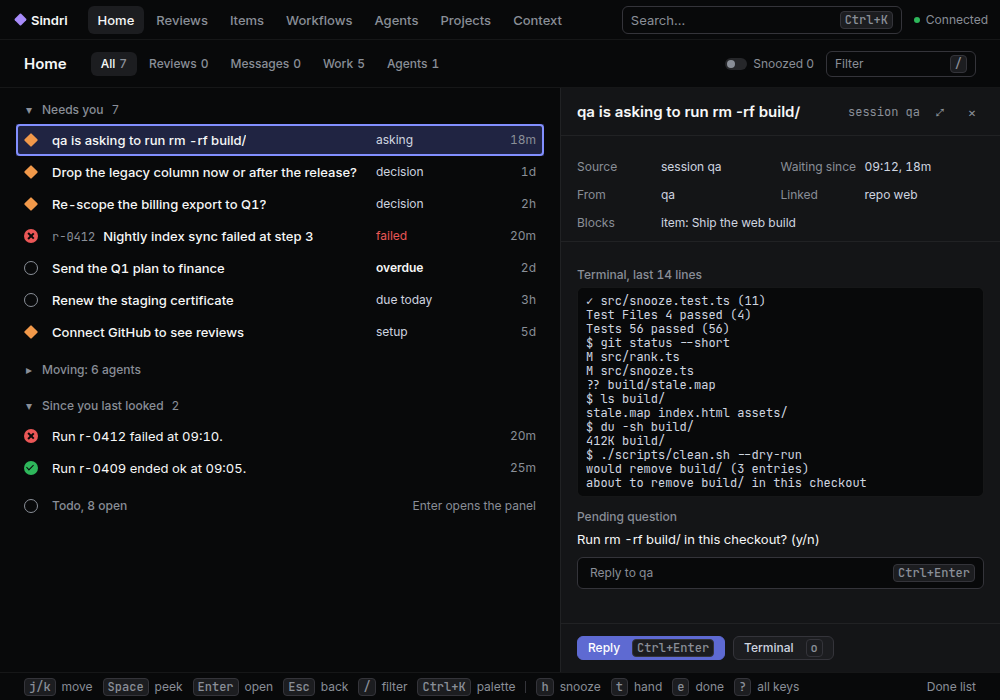 Sindri Home Reviews Items Workflows Agents Projects Context Search... Ctrl+K Connected
Home All 7 Reviews 0 Messages 0 Work 5 Agents 1 Snoozed 0 Filter /
Needs you 7
qa is asking to run rm -rf build/ asking 18m
Drop the legacy column now or after the release? decision 1d
Re-scope the billing export to Q1? decision 2h
r-0412 Nightly index sync failed at step 3 failed 20m
Send the Q1 plan to finance overdue 2d
Renew the staging certificate due today 3h
Connect GitHub to see reviews setup 5d
Moving: 6 agents
Since you last looked 2
Run r-0412 failed at 09:10. 20m
Run r-0409 ended ok at 09:05. 25m
Todo, 8 open Enter opens the panel
qa is asking to run rm -rf build/ session qa
Source session qa Waiting since 09:12, 18m
From qa Linked repo web
Blocks item: Ship the web build
Terminal, last 14 lines
✓ src/snooze.test.ts (11)
Test Files 4 passed (4)
Tests 56 passed (56)
$ git status --short
M src/rank.ts
M src/snooze.ts
?? build/stale.map
$ ls build/
stale.map index.html assets/
$ du -sh build/
412K build/
$ ./scripts/clean.sh --dry-run
would remove build/ (3 entries)
about to remove build/ in this checkout
Pending question
Run rm -rf build/ in this checkout? (y/n)
Reply to qa Ctrl+Enter
Reply Ctrl+Enter Terminal o
j/k move Space peek Enter open Esc back / filter Ctrl+K palette h snooze t hand e done ? all keys Done list